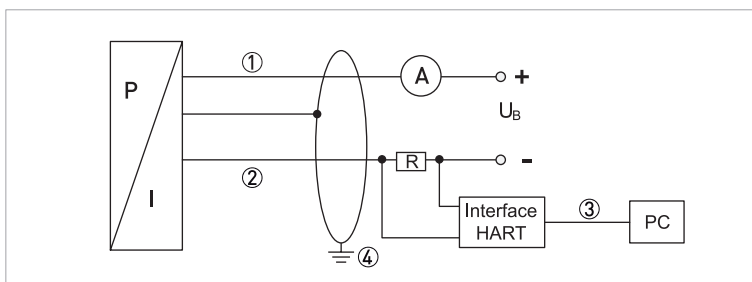 ①
A
+
P
U_B
②
R
-
I
Interface
HART
③
PC
④